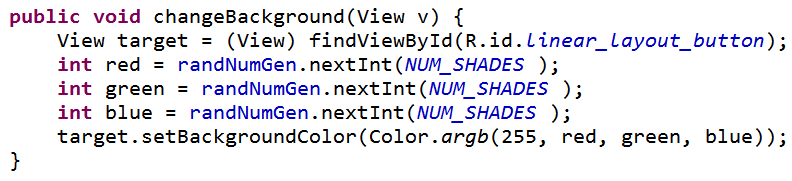 public void changeBackground(View v) {
    View target = (View) findViewById(R.id.linear_layout_button);
    int red = randNumGen.nextInt(NUM_SHADES );
    int green = randNumGen.nextInt(NUM_SHADES );
    int blue = randNumGen.nextInt(NUM_SHADES );
    target.setBackgroundColor(Color.argb(255, red, green, blue));
}